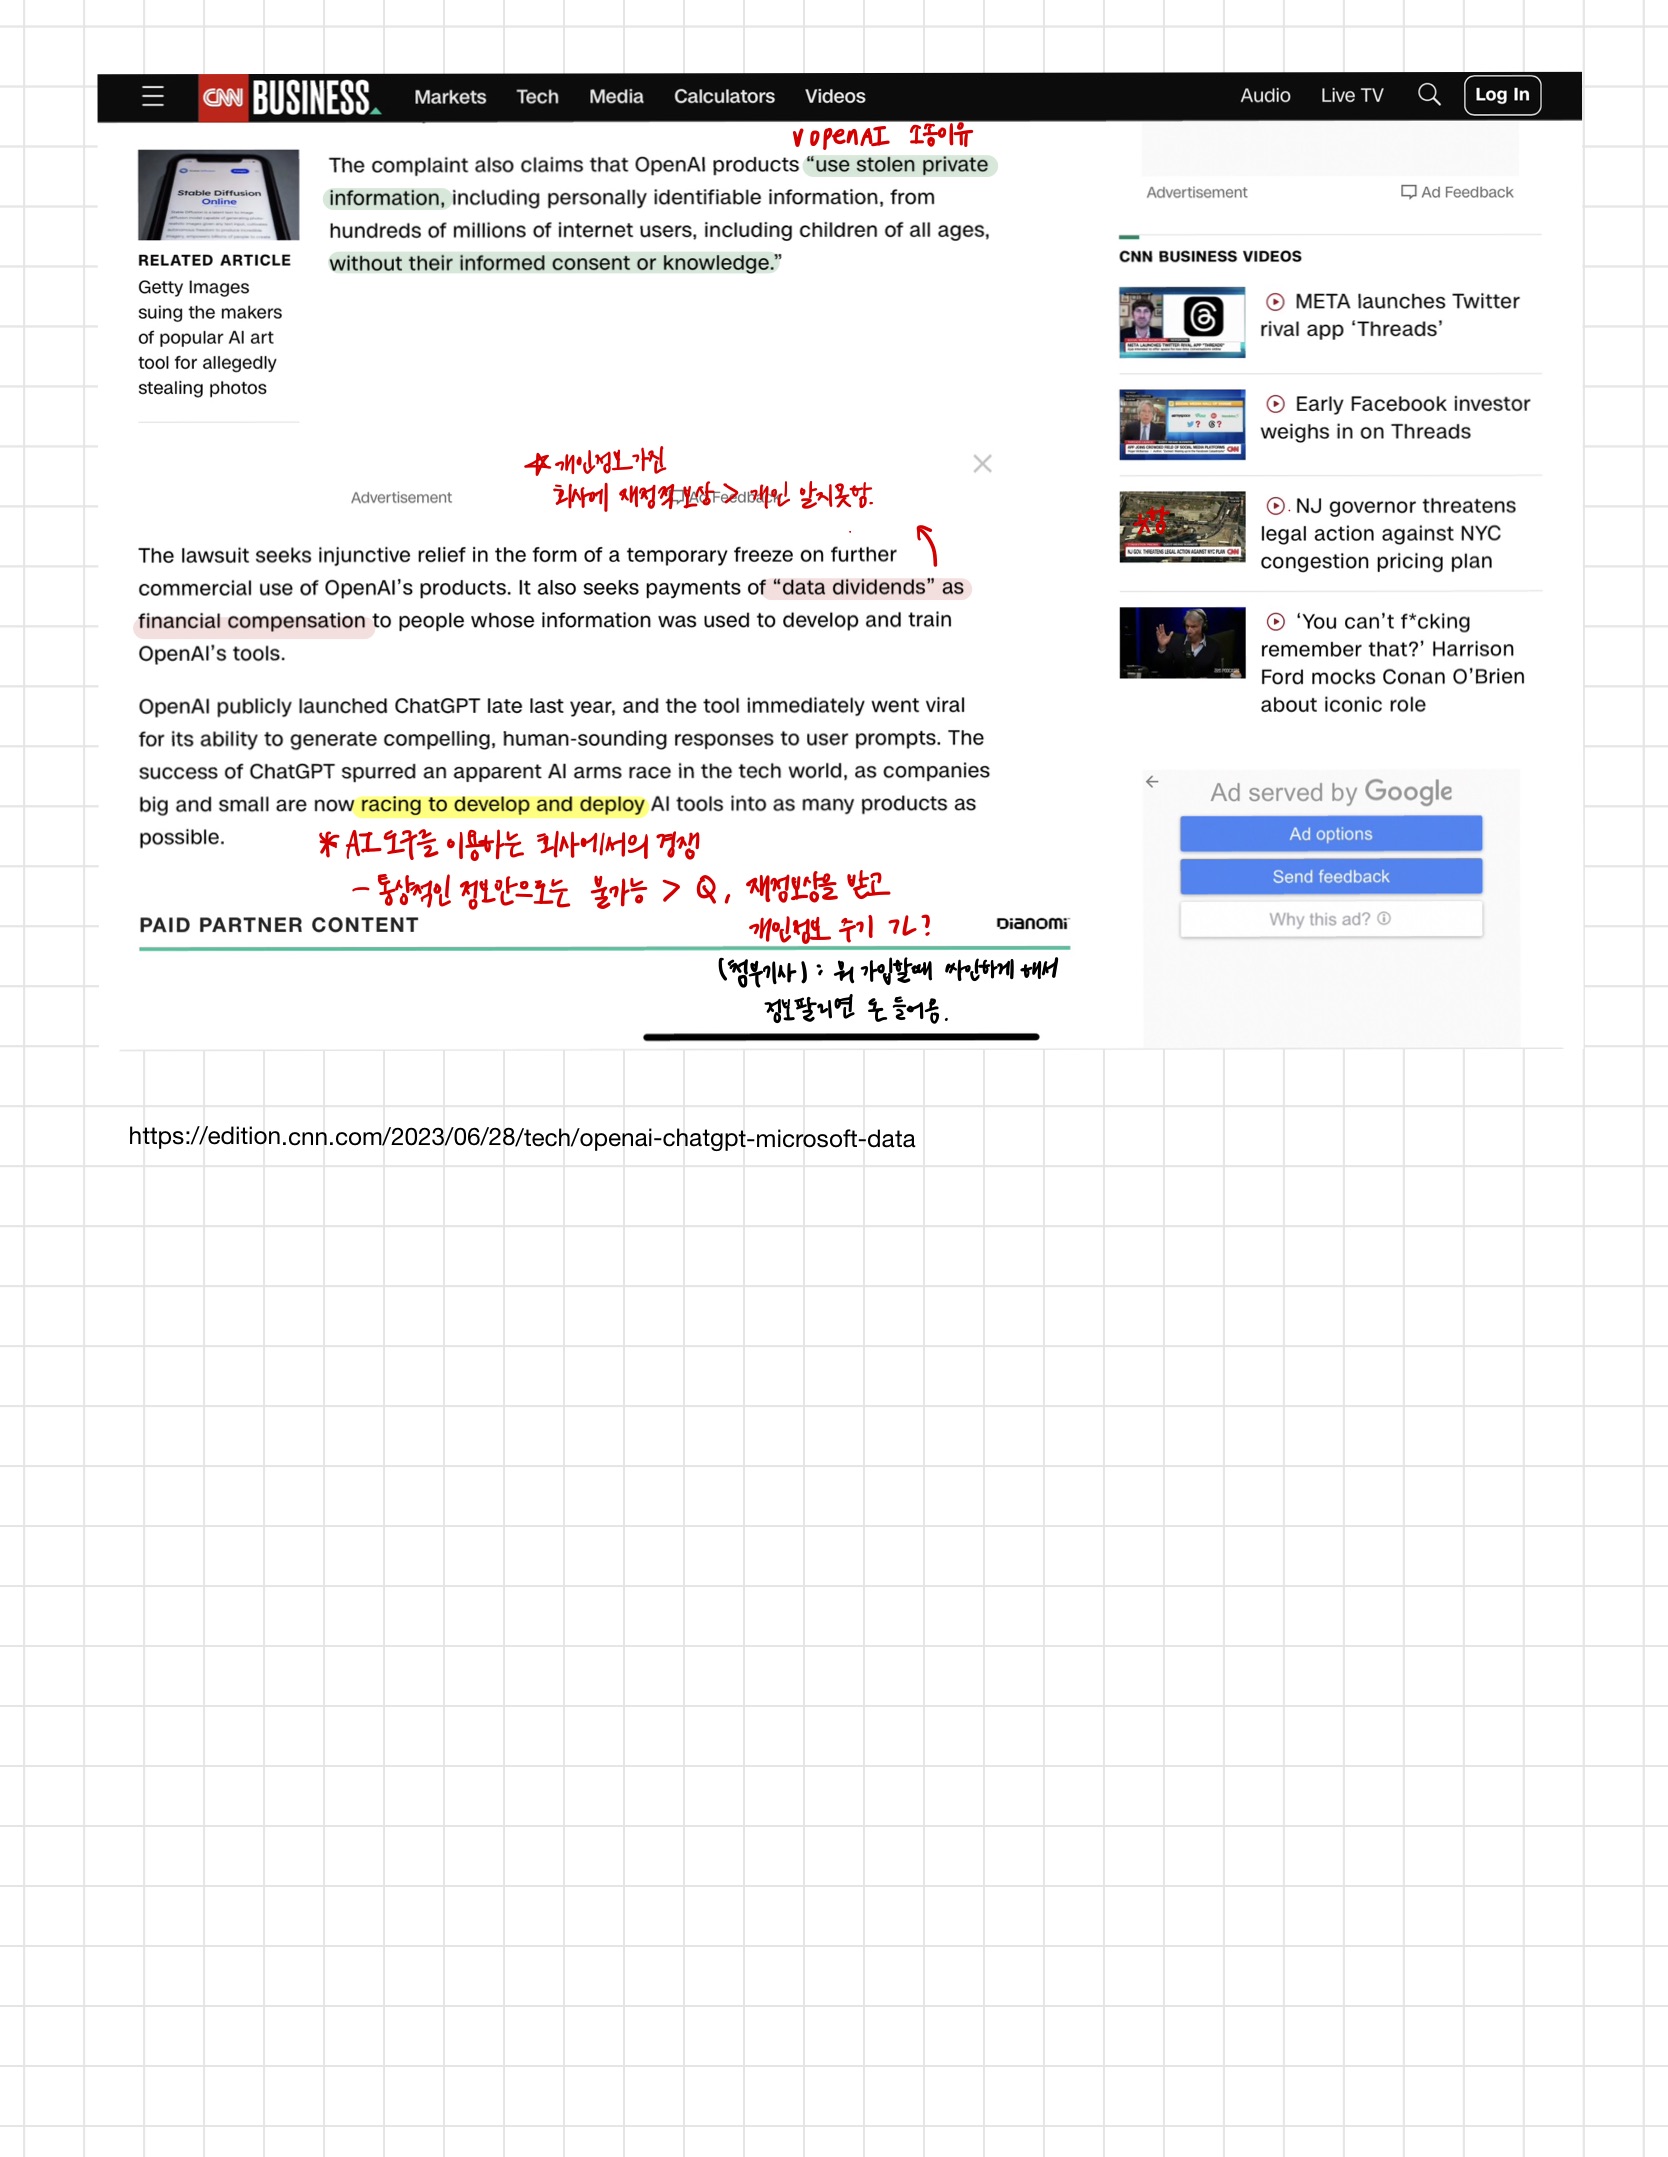 CNN BUSINESS Markets Tech Media Calculators Videos Audio Live TV Log In
∨ openAI 소송이유
The complaint also claims that OpenAI products “use stolen private
information, including personally identifiable information, from
hundreds of millions of internet users, including children of all ages,
without their informed consent or knowledge.”
Stable Diffusion
Online
RELATED ARTICLE
Getty Images
suing the makers
of popular AI art
tool for allegedly
stealing photos
☆ 개인정보가진
회사에 재정적 보상 > 개인 알지못함.
Advertisement
Ad Feedback
The lawsuit seeks injunctive relief in the form of a temporary freeze on further
commercial use of OpenAI’s products. It also seeks payments of “data dividends” as
financial compensation to people whose information was used to develop and train
OpenAI’s tools.
OpenAI publicly launched ChatGPT late last year, and the tool immediately went viral
for its ability to generate compelling, human-sounding responses to user prompts. The
success of ChatGPT spurred an apparent AI arms race in the tech world, as companies
big and small are now racing to develop and deploy AI tools into as many products as
possible.
* AI 도구를 이용하는 회사에서의 경쟁
- 통상적인 정보만으로는 불가능 > Q, 재정보상을 받고
개인정보 주기 가?
PAID PARTNER CONTENT
Dianomi
(첨부기사) : 뭐 가입할때 싸인하게 해서
정보팔리면 돈 들어옴.
Advertisement
Ad Feedback
CNN BUSINESS VIDEOS
META launches Twitter
rival app ‘Threads’
Early Facebook investor
weighs in on Threads
NJ governor threatens
legal action against NYC
congestion pricing plan
‘You can’t f*cking
remember that?’ Harrison
Ford mocks Conan O’Brien
about iconic role
Ad served by Google
Ad options
Send feedback
Why this ad?
https://edition.cnn.com/2023/06/28/tech/openai-chatgpt-microsoft-data